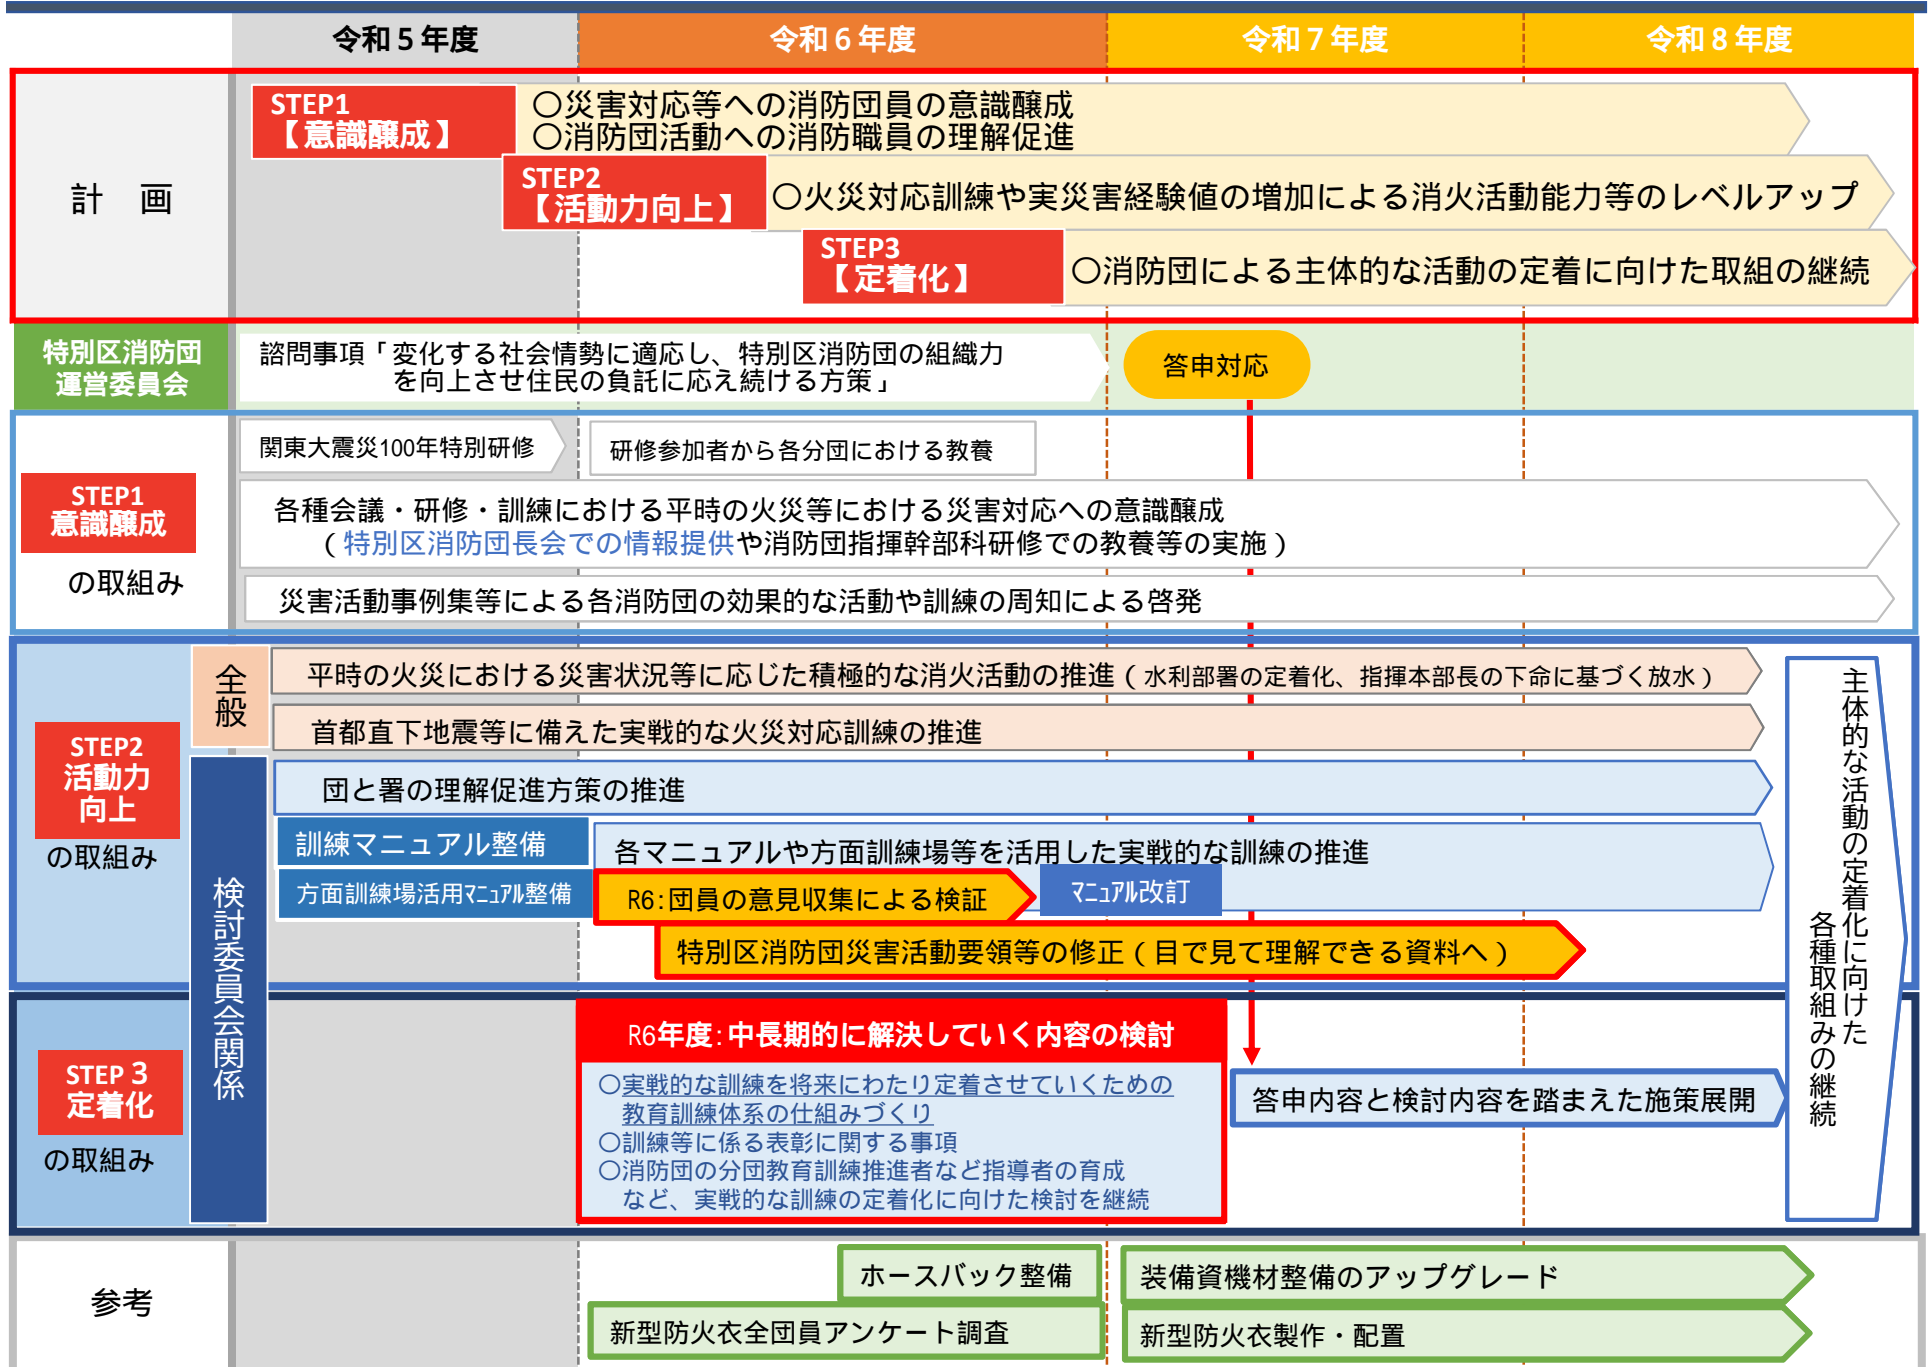 令和５年度
令和６年度
令和７年度
令和８年度
計　画
STEP1
【意識醸成】
〇災害対応等への消防団員の意識醸成
〇消防団活動への消防職員の理解促進
STEP2
【活動力向上】
〇火災対応訓練や実災害経験値の増加による消火活動能力等のレベルアップ
STEP3
【定着化】
〇消防団による主体的な活動の定着に向けた取組の継続
特別区消防団
運営委員会
諮問事項「変化する社会情勢に適応し、特別区消防団の組織力
を向上させ住民の負託に応え続ける方策」
答申対応
STEP1
意識醸成
の取組み
関東大震災100年特別研修
研修参加者から各分団における教養
各種会議・研修・訓練における平時の火災等における災害対応への意識醸成
（特別区消防団長会での情報提供や消防団指揮幹部科研修での教養等の実施）
災害活動事例集等による各消防団の効果的な活動や訓練の周知による啓発
STEP2
活動力
向上
の取組み
全般
平時の火災における災害状況等に応じた積極的な消火活動の推進（水利部署の定着化、指揮本部長の下命に基づく放水）
首都直下地震等に備えた実戦的な火災対応訓練の推進
検討委員会関係
団と署の理解促進方策の推進
訓練マニュアル整備
各マニュアルや方面訓練場等を活用した実戦的な訓練の推進
方面訓練場活用ﾏﾆｭｱﾙ整備
R6:団員の意見収集による検証
ﾏﾆｭｱﾙ改訂
特別区消防団災害活動要領等の修正（目で見て理解できる資料へ）
主体的な活動の定着化に向けた
各種取組みの継続
STEP３
定着化
の取組み
R6年度:中長期的に解決していく内容の検討
〇実戦的な訓練を将来にわたり定着させていくための
教育訓練体系の仕組みづくり
〇訓練等に係る表彰に関する事項
〇消防団の分団教育訓練推進者など指導者の育成
など、実戦的な訓練の定着化に向けた検討を継続
答申内容と検討内容を踏まえた施策展開
参考
ホースバック整備
装備資機材整備のアップグレード
新型防火衣全団員アンケート調査
新型防火衣製作・配置